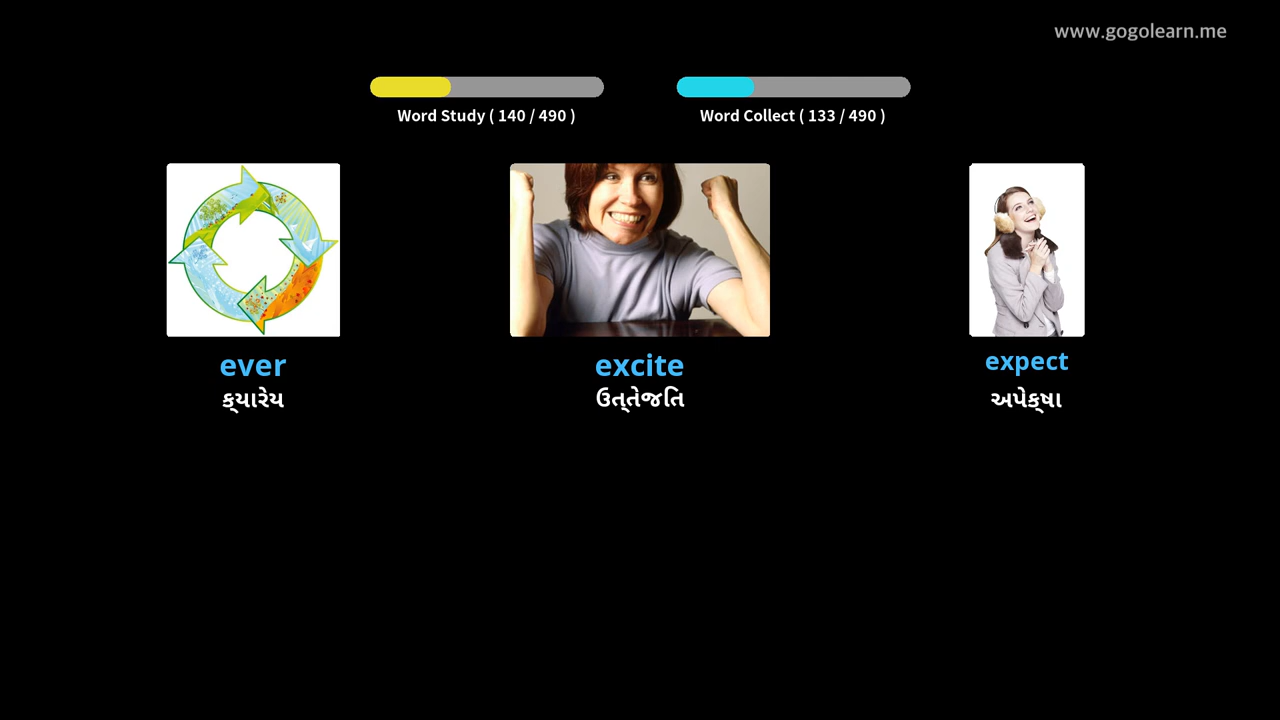 www.gogolearn.me
Word Study ( 140 / 490 )
Word Collect ( 133 / 490 )
ever
excite
expect
ક્યારેય
ઉત્તેજતિ
અપેક્ષા